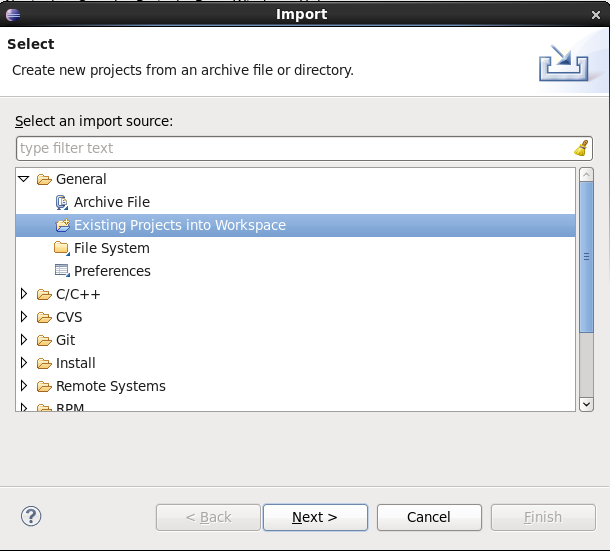 Import
Select
Create new projects from an archive file or directory.
Select an import source:
type filter text
General
Archive File
Existing Projects into Workspace
File System
Preferences
C/C++
CVS
Git
Install
Remote Systems
RPM
< Back
Next >
Cancel
Finish